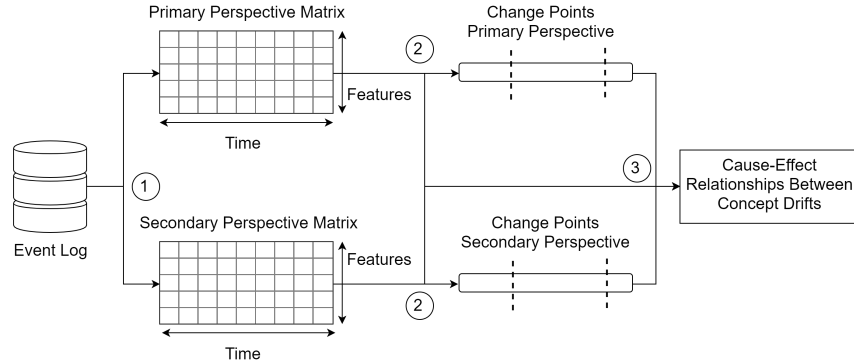 Primary Perspective Matrix
Change Points
Primary Perspective
2
Features
Time
1
Event Log
3
Cause-Effect
Relationships Between
Concept Drifts
Secondary Perspective Matrix
Change Points
Secondary Perspective
Features
2
Time